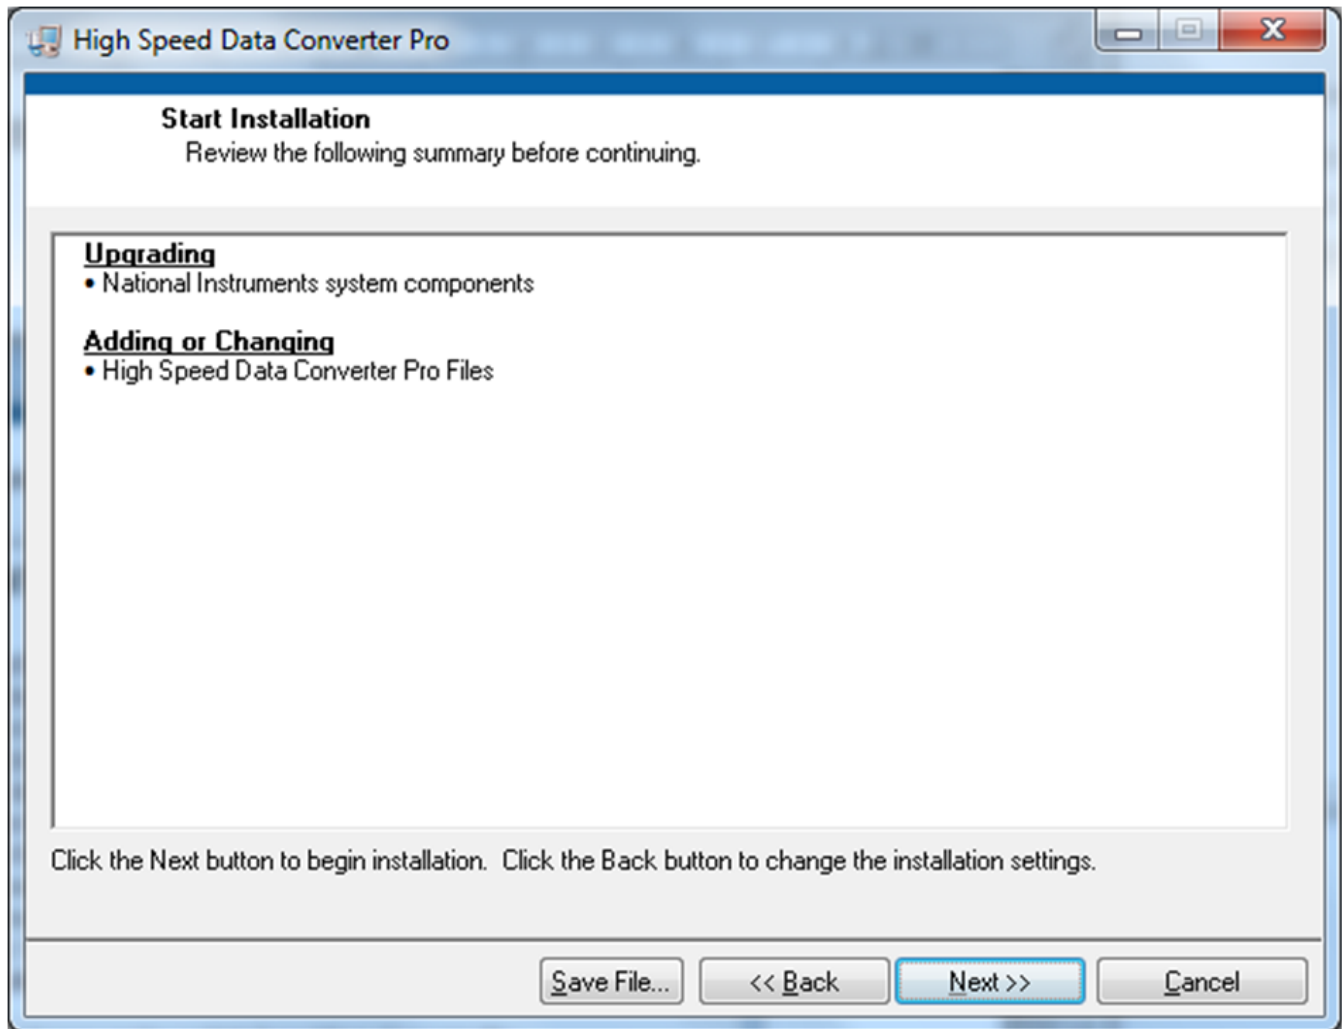 High Speed Data Converter Pro
Start Installation
Review the following summary before continuing.
Upgrading
• National Instruments system components
Adding or Changing
• High Speed Data Converter Pro Files
Click the Next button to begin installation.  Click the Back button to change the installation settings.
Save File... << Back Next >> Cancel